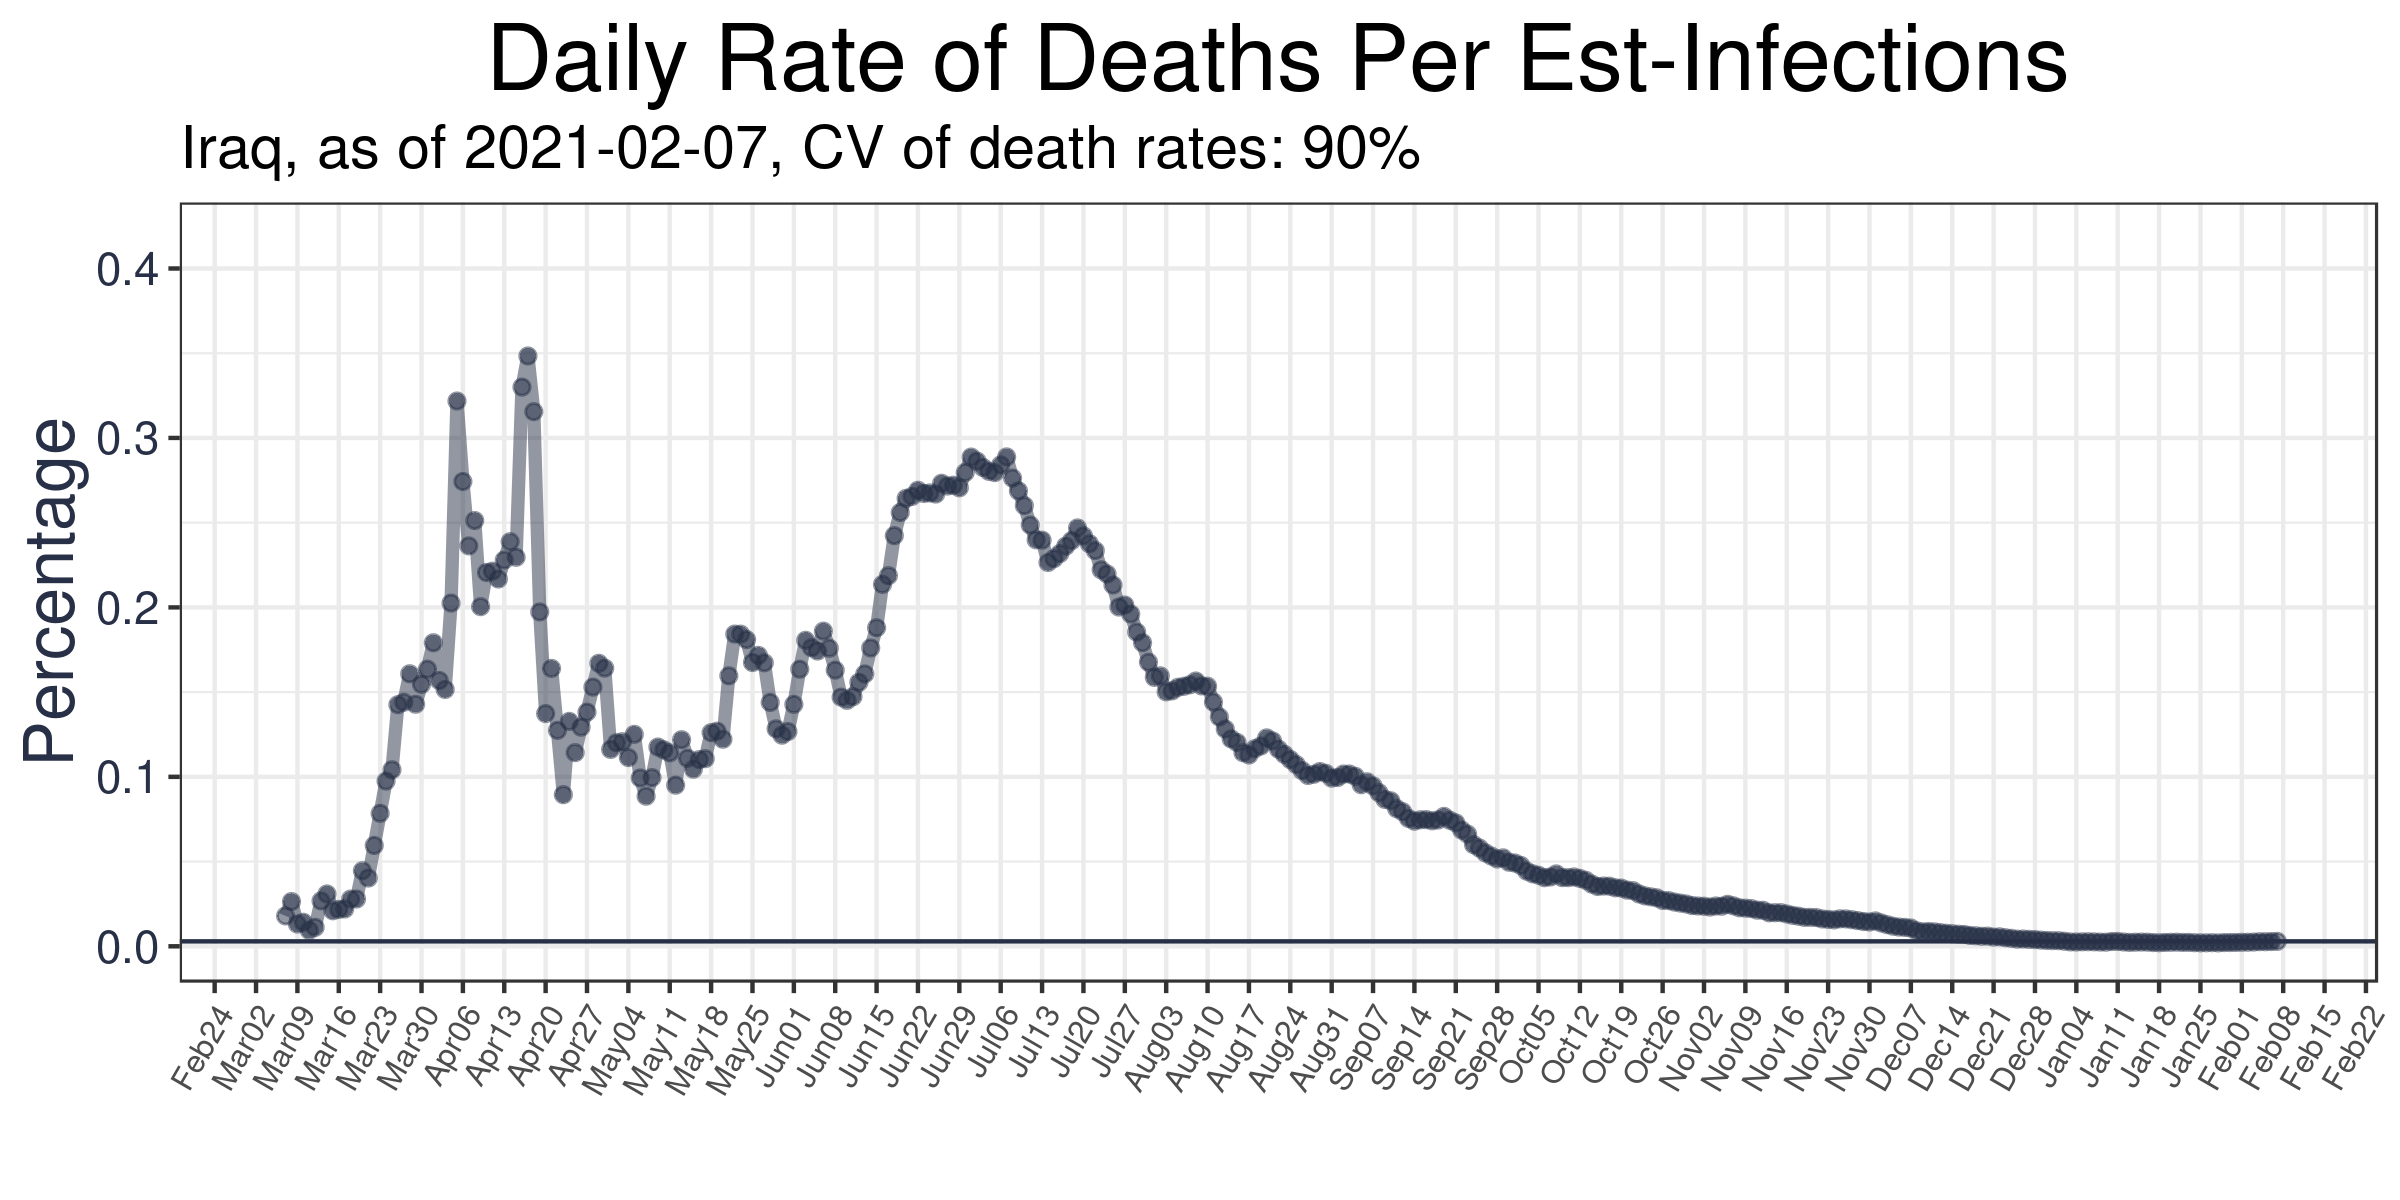 Daily Rate of Deaths Per Est-Infections
Iraq, as of 2021-02-07, CV of death rates: 90%
Percentage
0.4
0.3
0.2
0.1
0.0
Feb24
Mar02
Mar09
Mar16
Mar23
Mar30
Apr06
Apr13
Apr20
Apr27
May04
May11
May18
May25
Jun01
Jun08
Jun15
Jun22
Jun29
Jul06
Jul13
Jul20
Jul27
Aug03
Aug10
Aug17
Aug24
Aug31
Sep07
Sep14
Sep21
Sep28
Oct05
Oct12
Oct19
Oct26
Nov02
Nov09
Nov16
Nov23
Nov30
Dec07
Dec14
Dec21
Dec28
Jan04
Jan11
Jan18
Jan25
Feb01
Feb08
Feb15
Feb22